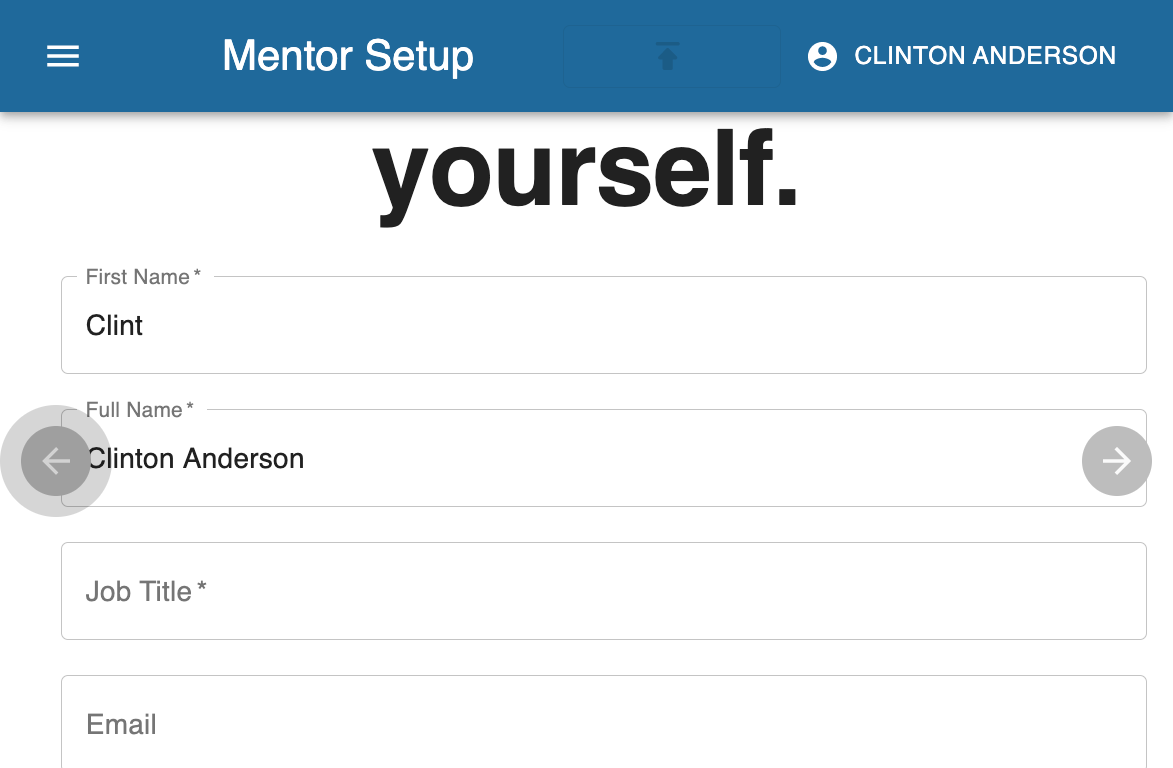 Mentor Setup
CLINTON ANDERSON
yourself.
First Name *
Clint
Full Name *
Clinton Anderson
Job Title *
Email